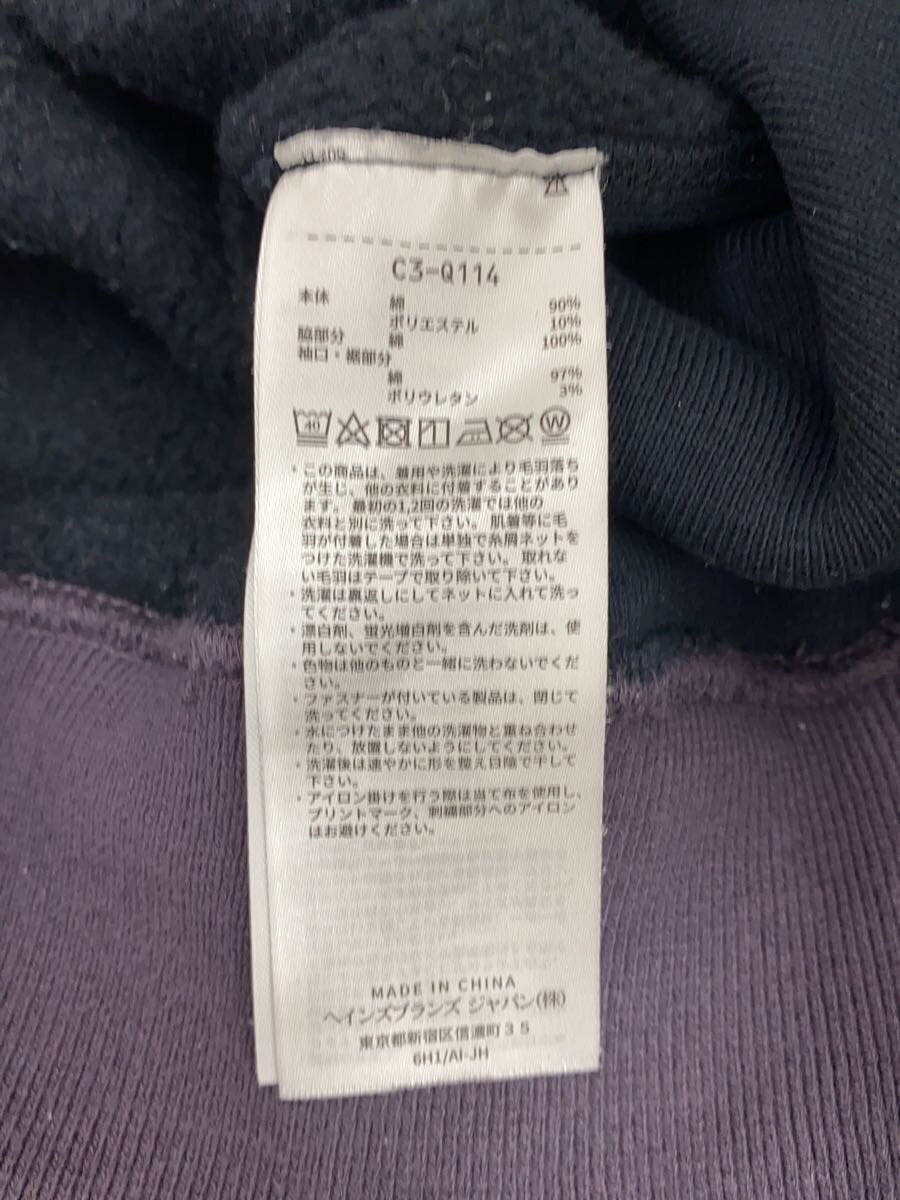 C3-Q114
本体 綿 90%
ポリエステル 10%
脇部分 綿 100%
袖口・裾部分
綿 97%
ポリウレタン 3%
40
W
・この商品は、着用や洗濯により毛羽落ち
が生じ、他の衣料に付着することがあり
ます。最初の1,2回の洗濯では他の
衣料と別に洗って下さい。肌着等に毛
羽が付着した場合は単独で糸屑ネットを
つけた洗濯機で洗って下さい。取れな
い毛羽はテープで取り除いて下さい。
・洗濯は裏返しにしてネットに入れて洗っ
てください。
・漂白剤、蛍光増白剤を含んだ洗剤は、使
用しないでください。
・色物は他のものと一緒に洗わないでくだ
さい。
・ファスナーが付いている製品は、閉じて
洗ってください。
・水につけたまま他の洗濯物と重ね合わせ
たり、放置しないようにしてください。
・洗濯後は速やかに形を整え日陰で干して
下さい。
・アイロン掛けを行う際は当て布を使用し、
プリントマーク、刺繍部分へのアイロン
はお避けください。
MADE IN CHINA
ヘインズブランズ ジャパン(株)
東京都新宿区信濃町35
6H1/AI-JH